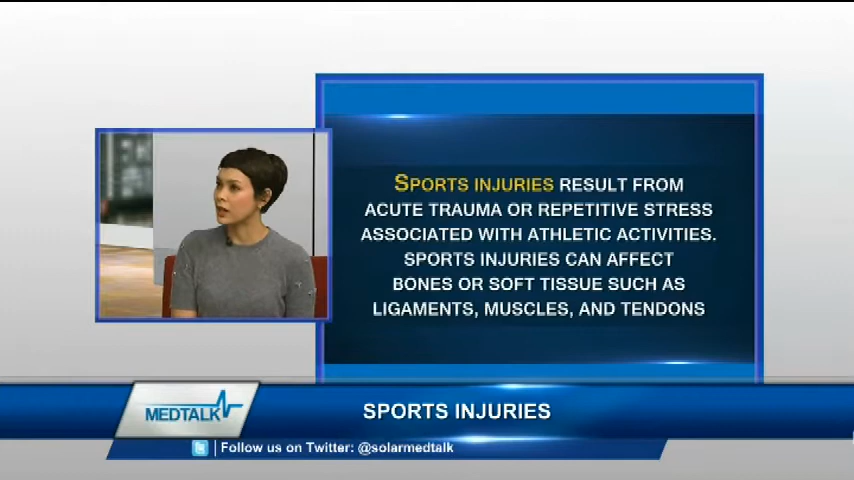 SPORTS INJURIES RESULT FROM
ACUTE TRAUMA OR REPETITIVE STRESS
ASSOCIATED WITH ATHLETIC ACTIVITIES.
SPORTS INJURIES CAN AFFECT
BONES OR SOFT TISSUE SUCH AS
LIGAMENTS, MUSCLES, AND TENDONS
MEDTALK
SPORTS INJURIES
Follow us on Twitter: @solarmedtalk